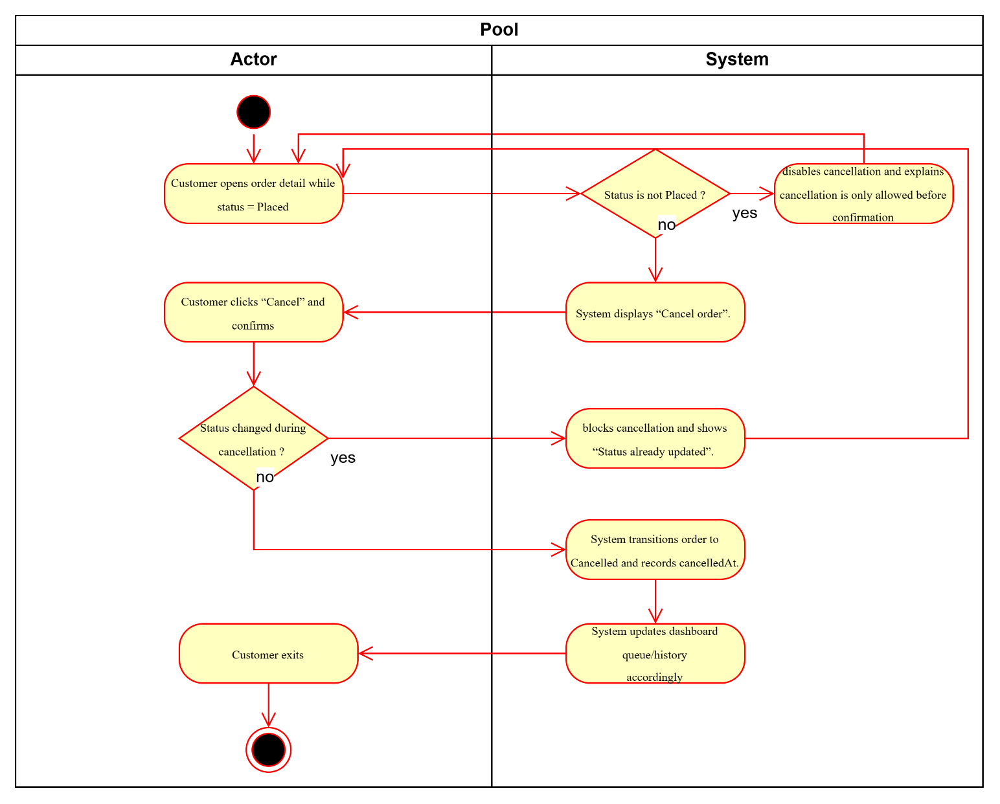 Pool
Actor
System
Customer opens order detail while
status = Placed
Status is not Placed ?
yes
no
disables cancellation and explains
cancellation is only allowed before
confirmation
System displays “Cancel order”.
Customer clicks “Cancel” and
confirms
Status changed during
cancellation ?
yes
no
blocks cancellation and shows
“Status already updated”.
System transitions order to
Cancelled and records cancelledAt.
System updates dashboard
queue/history
accordingly
Customer exits